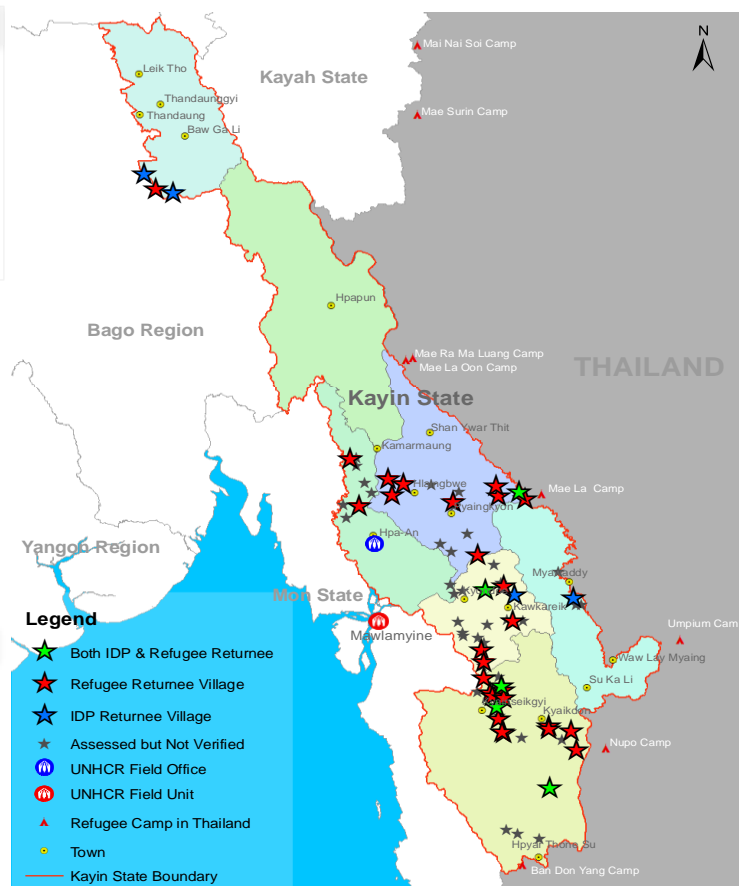 N
Mai Nai Soi Camp
Leik Tho
Kayah State
Thandaunggyi
Thandaung
Mae Surin Camp
Baw Ga Li
Hpapun
Bago Region
Mae Ra Ma Luang Camp
Mae La Oon Camp
THAILAND
Kayin State
Shan Ywar Thit
Kamarmaung
Hlaingbwe
Mae La Camp
Hpa-An
Yangon Region
Mon State
Kawkareik
Mawlamyine
Umpium Cam
Waw Lay Myaing
Su Ka Li
Kyaikdon
Nupo Camp
Hpyar Thone Su
Ban Don Yang Camp
Legend
Both IDP & Refugee Returnee
Refugee Returnee Village
IDP Returnee Village
Assessed but Not Verified
UNHCR Field Office
UNHCR Field Unit
Refugee Camp in Thailand
Town
Kayin State Boundary